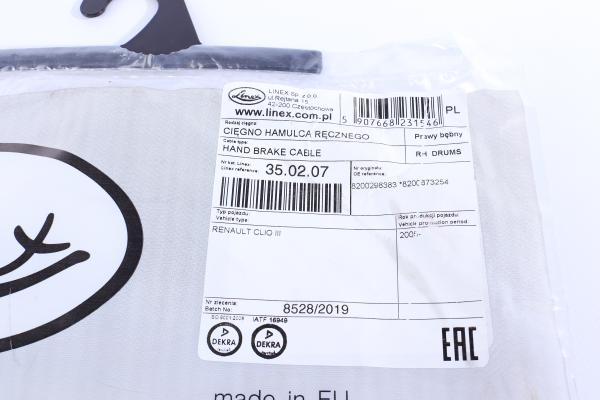 Linex
LINEX Sp. z o.o.
ul.Rejtana 15
42-200 Częstochowa
www.linex.com.pl
5 907668 231546
PL
Rodzaj cięgna:
CIĘGNO HAMULCA RĘCZNEGO
Prawy bębny
Cable type:
HAND BRAKE CABLE
RH DRUMS
Nr kat. Linex:
Linex reference:
35.02.07
Nr oryginału:
OE reference:
8200298383 *8200673254
Typ pojazdu:
Vehicle type:
RENAULT CLIO III
Rok produkcji pojazdu:
Vehicle production period:
2005-
Nr zlecenia:
Batch No:
8528/2019
ISO 9001:2008
IATF 16949
DEKRA
DEKRA
EAC
made in EU